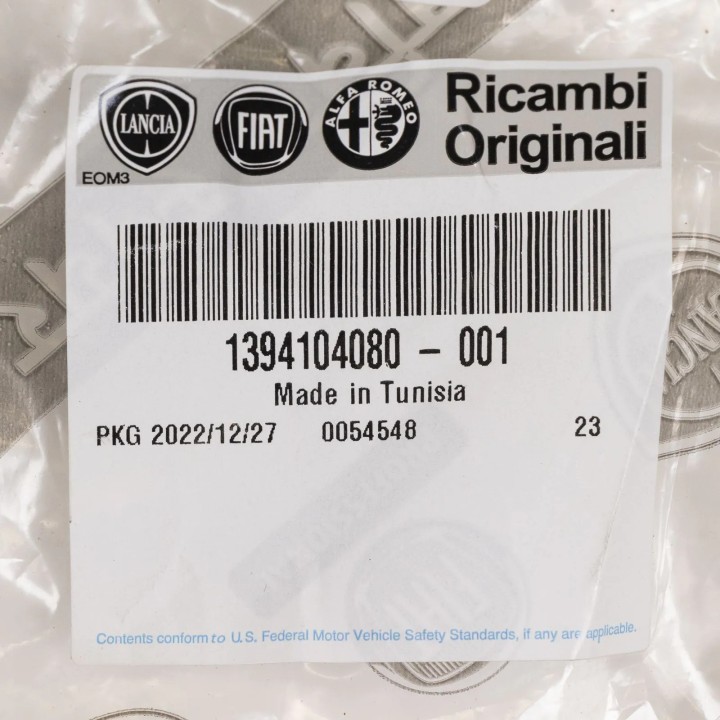 LANCIA
FIAT
ALFA ROMEO
Ricambi
Originali
EOM3
1394104080 - 001
Made in Tunisia
PKG 2022/12/27 0054548 23
Contents conform to U.S. Federal Motor Vehicle Safety Standards, if any are applicable.